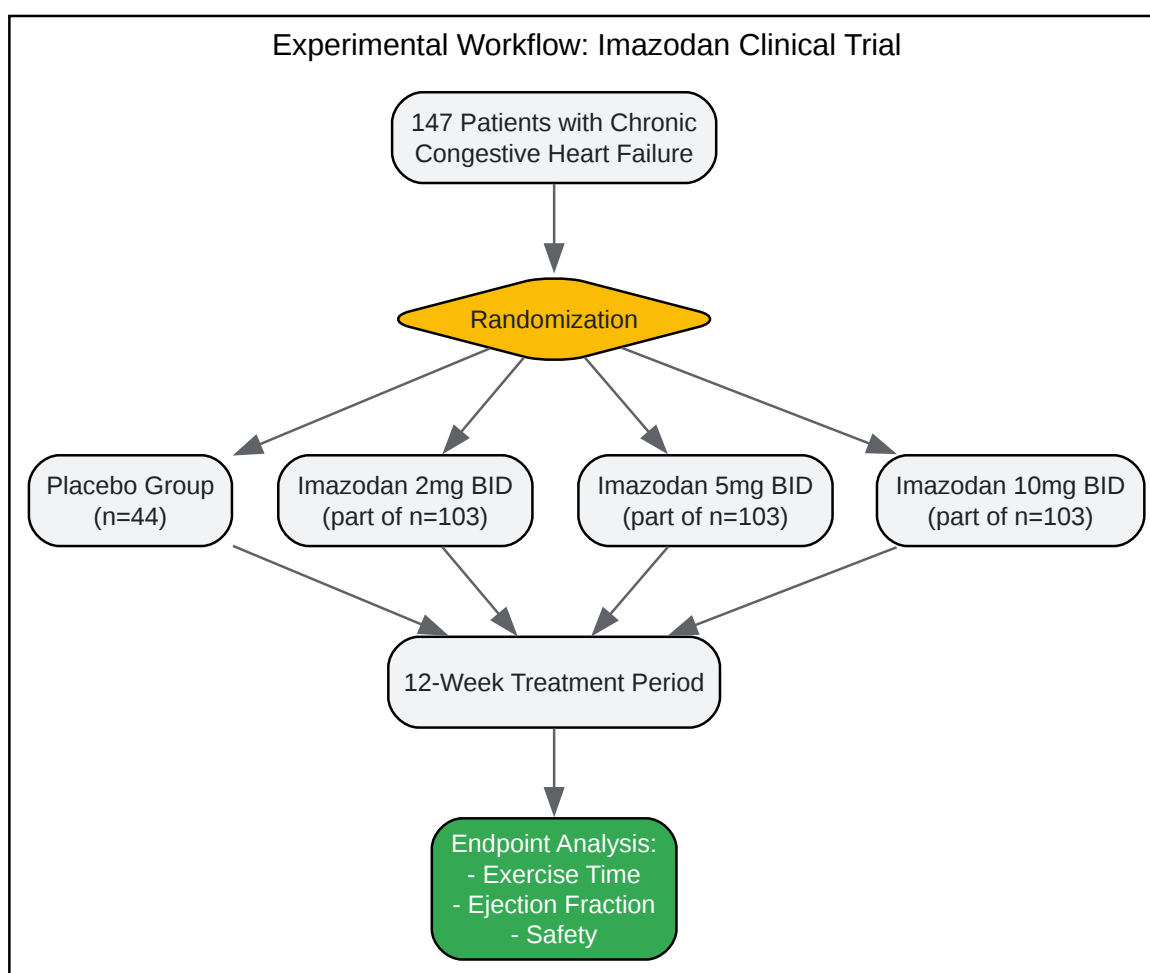 Experimental Workflow: Imazodan Clinical Trial
147 Patients with Chronic
Congestive Heart Failure
Randomization
Placebo Group
(n=44)
Imazodan 2mg BID
(part of n=103)
Imazodan 5mg BID
(part of n=103)
Imazodan 10mg BID
(part of n=103)
12-Week Treatment Period
Endpoint Analysis:
- Exercise Time
- Ejection Fraction
- Safety